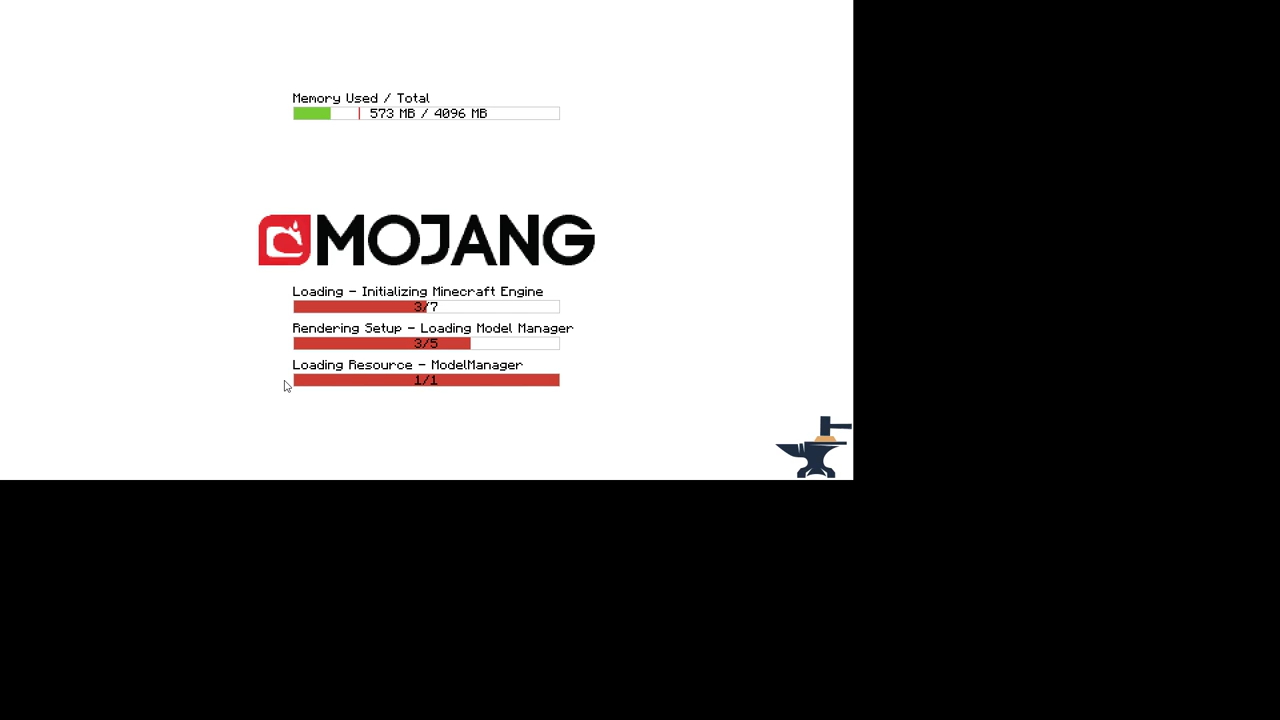 Memory Used / Total
573 MB / 4096 MB
MOJANG
Loading - Initializing Minecraft Engine
3/7
Rendering Setup - Loading Model Manager
3/5
Loading Resource - ModelManager
1/1